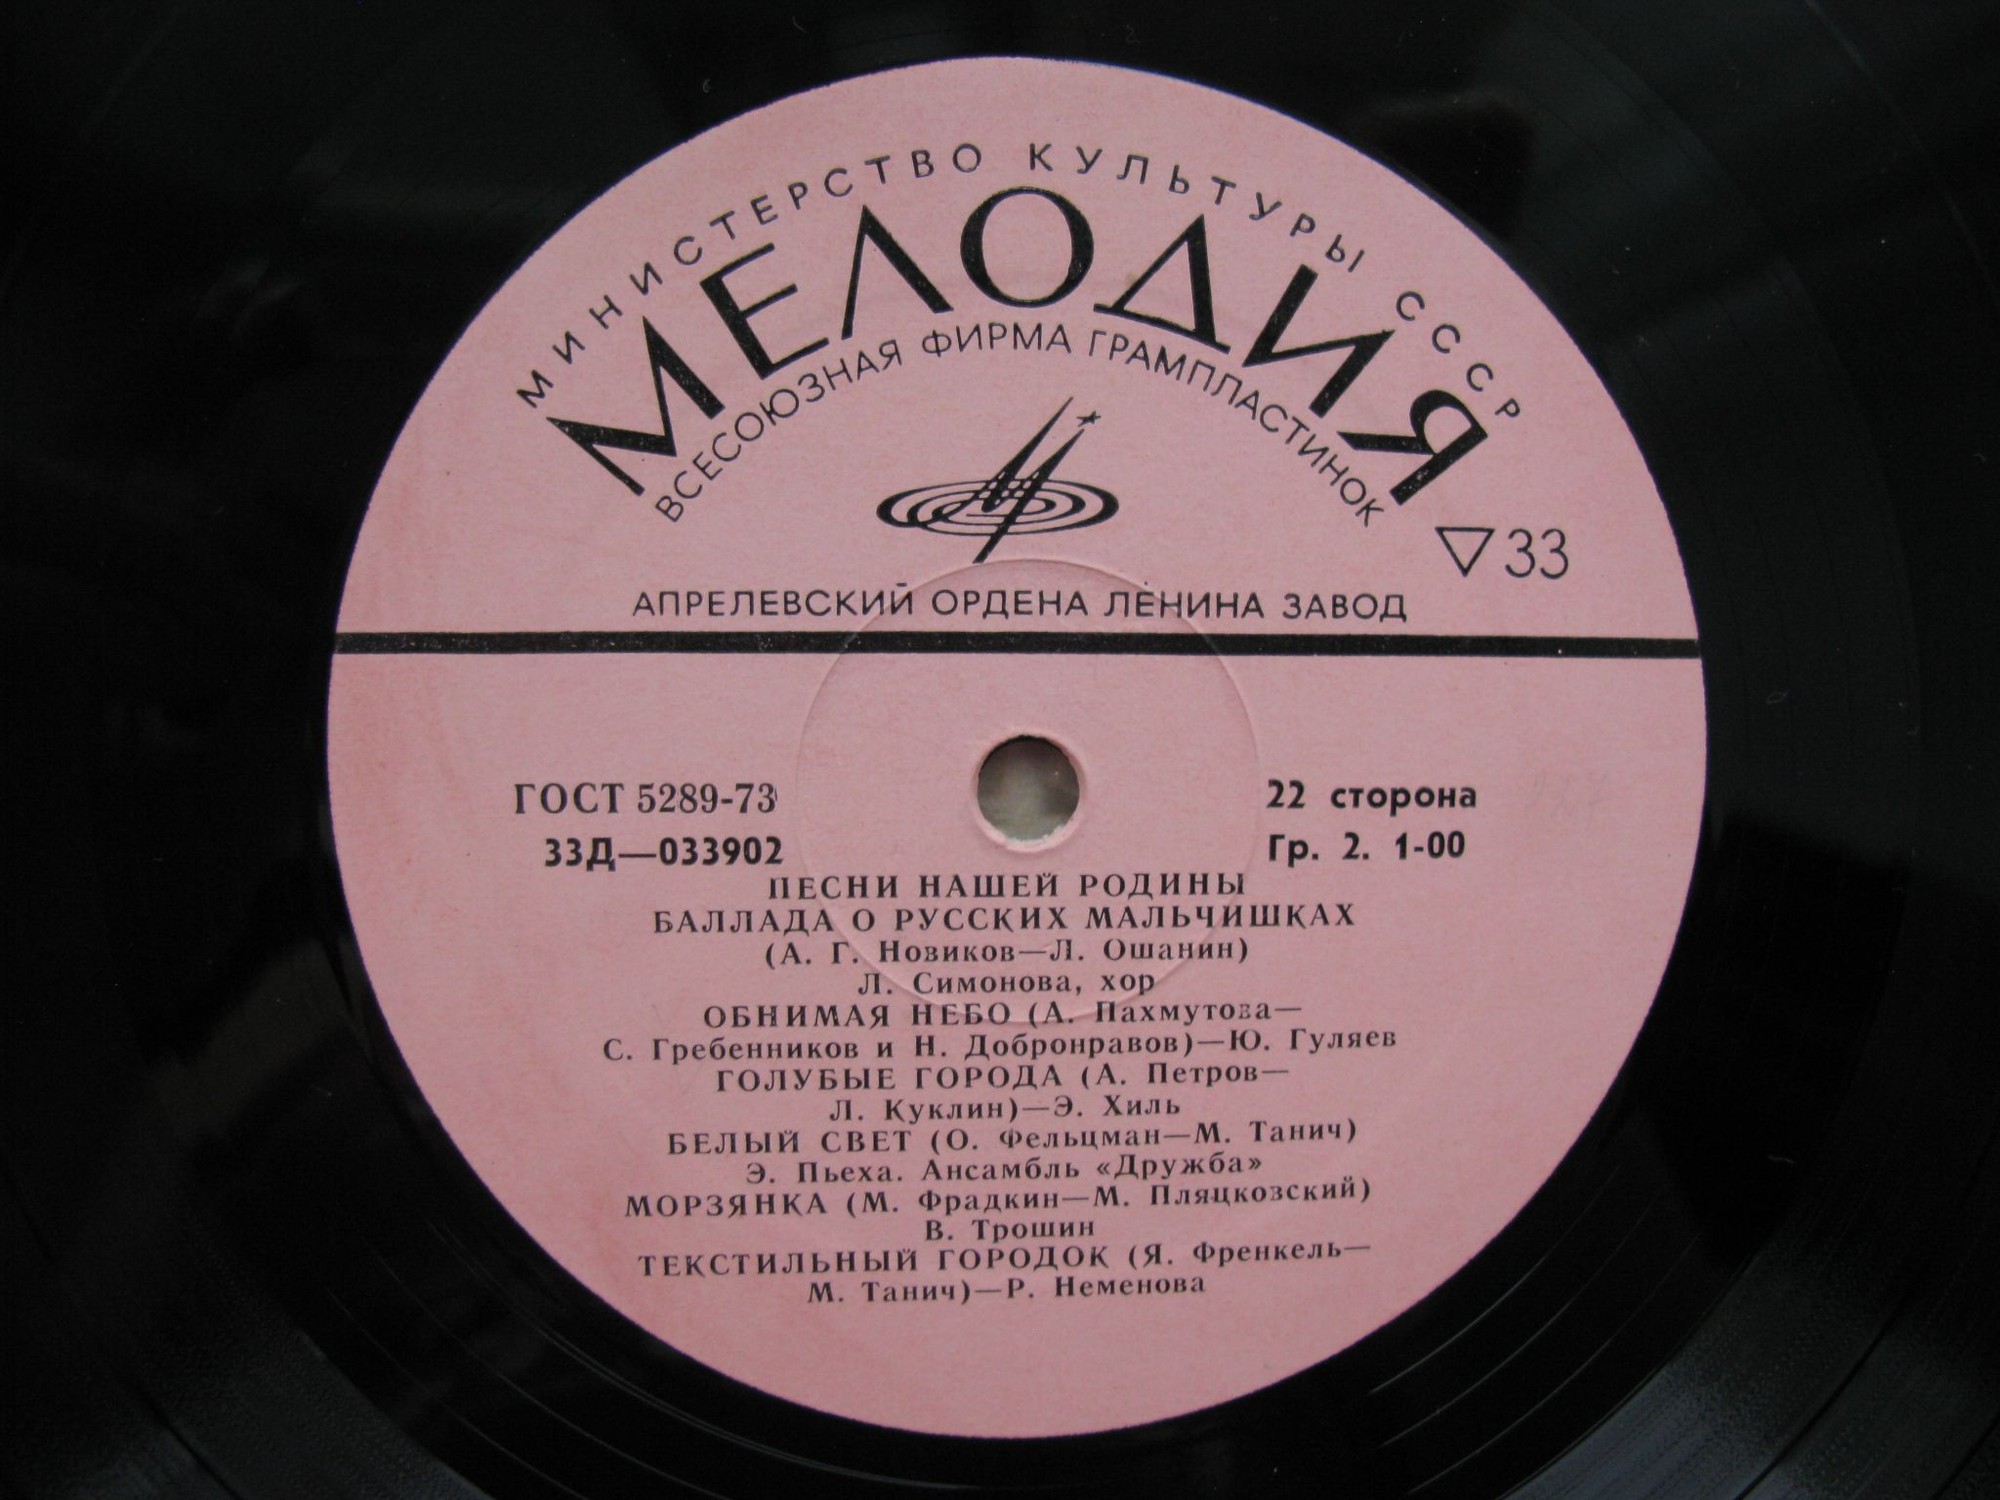 МИНИСТЕРСТВО КУЛЬТУРЫ СССР
МЕЛОДИЯ
ВСЕСОЮЗНАЯ ФИРМА ГРАМПЛАСТИНОК
33
АПРЕЛЕВСКИЙ ОРДЕНА ЛЕНИНА ЗАВОД
ГОСТ 5289-73
22 сторона
33Д—033902
Гр. 2. 1-00
ПЕСНИ НАШЕЙ РОДИНЫ
БАЛЛАДА О РУССКИХ МАЛЬЧИШКАХ
(А. Г. Новиков—Л. Ошанин)
Л. Симонова, хор
ОБНИМАЯ НЕБО (А. Пахмутова—
С. Гребенников и Н. Добронравов)—Ю. Гуляев
ГОЛУБЫЕ ГОРОДА (А. Петров—
Л. Куклин)—Э. Хиль
БЕЛЫЙ СВЕТ (О. Фельцман—М. Танич)
Э. Пьеха. Ансамбль «Дружба»
МОРЗЯНКА (М. Фрадкин—М. Пляцковский)
В. Трошин
ТЕКСТИЛЬНЫЙ ГОРОДОК (Я. Френкель—
М. Танич)—Р. Неменова